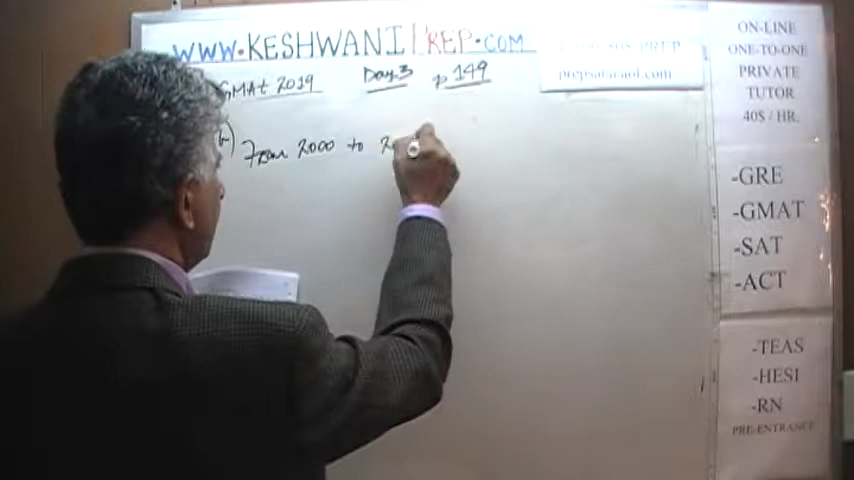 WWW.KESHWANIPREP.COM
GMAT 2019 Day 3 p 149
From 2000 to
prep@
aol.com
ON-LINE
ONE-TO-ONE
PRIVATE
TUTOR
40$ / HR.
-GRE
-GMAT
-SAT
-ACT
-TEAS
-HESI
-RN
PRE-ENTRANCE